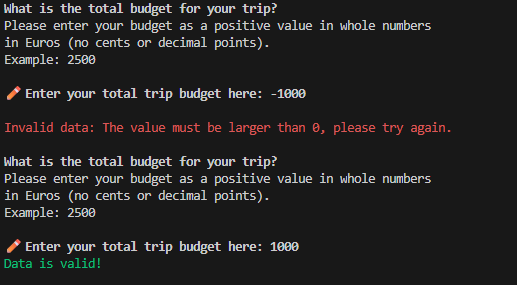 What is the total budget for your trip?
Please enter your budget as a positive value in whole numbers
in Euros (no cents or decimal points).
Example: 2500
Enter your total trip budget here: -1000
Invalid data: The value must be larger than 0, please try again.
What is the total budget for your trip?
Please enter your budget as a positive value in whole numbers
in Euros (no cents or decimal points).
Example: 2500
Enter your total trip budget here: 1000
Data is valid!